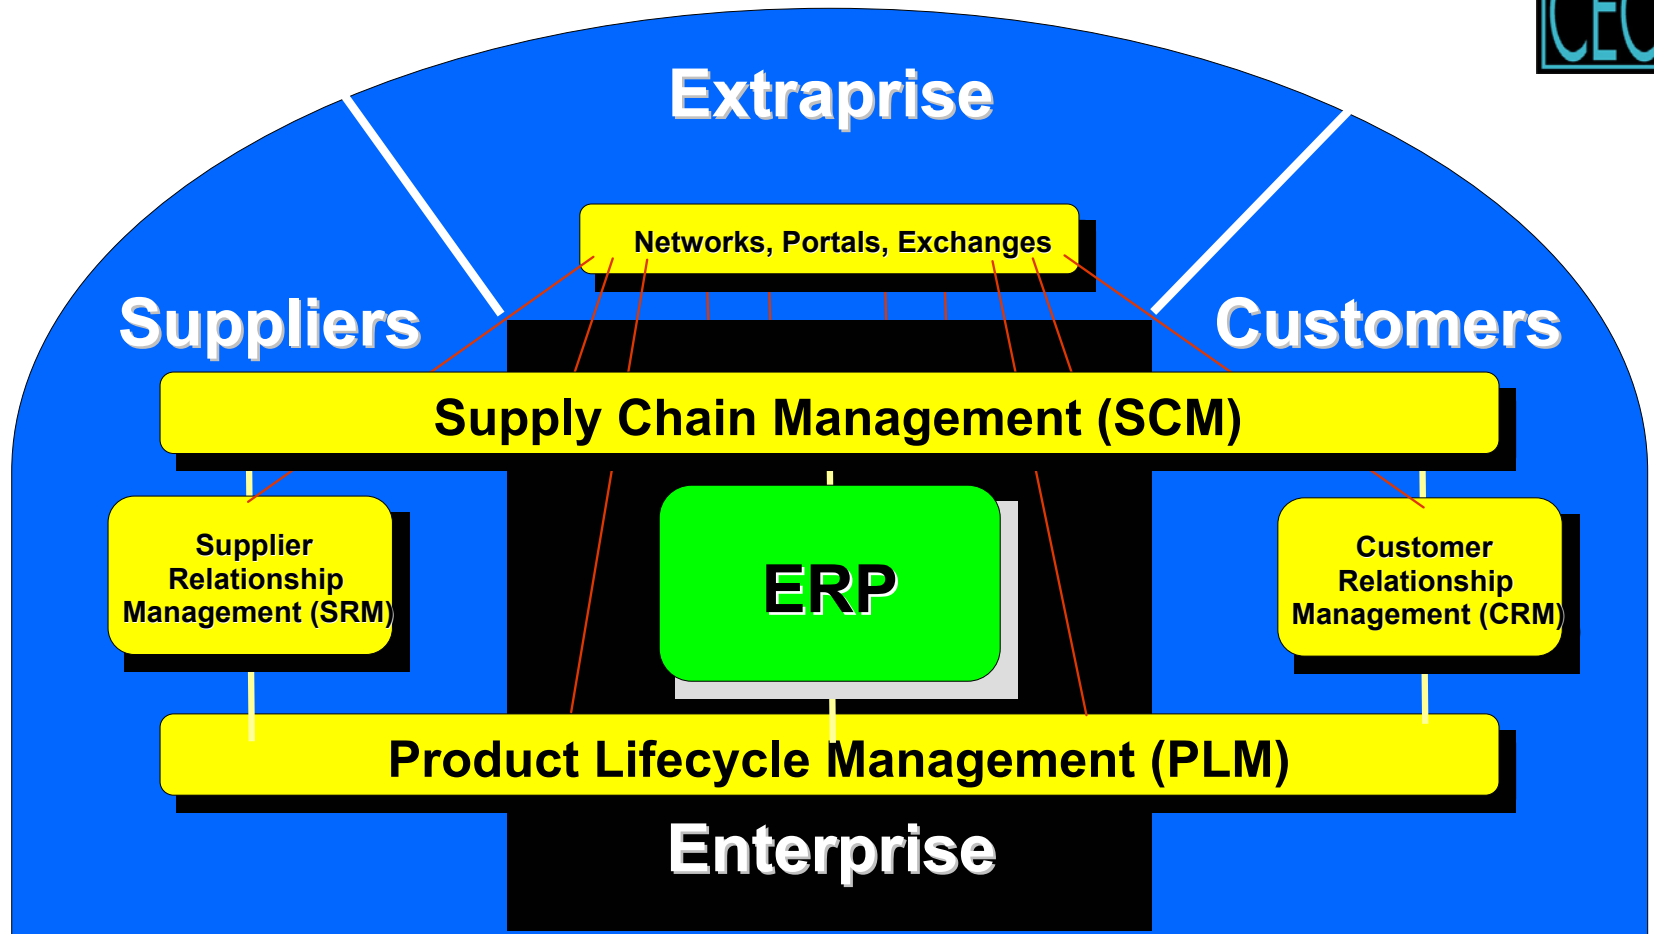 CEC
Extraprise
Networks, Portals, Exchanges
Suppliers
Customers
Supply Chain Management (SCM)
Supplier
Relationship
Management (SRM)
ERP
Customer
Relationship
Management (CRM)
Product Lifecycle Management (PLM)
Enterprise